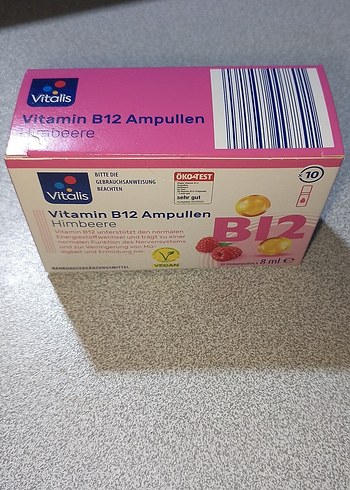 Vitalis
Vitamin B12 Ampullen
Himbeere
Vitalis
BITTE DIE
GEBRAUCHSANWEISUNG
BEACHTEN
ÖKO-TEST
sehr gut
10
Vitamin B12 Ampullen
Himbeere
Vitamin B12 unterstützt den normalen
Energiestoffwechsel und trägt zu einer
normalen Funktion des Nervensystems
und zur Verringerung von Mü-
digkeit und Ermüdung bei.
B12
VEGAN
NAHRUNGSERGÄNZUNGSMITTEL
8 ml e